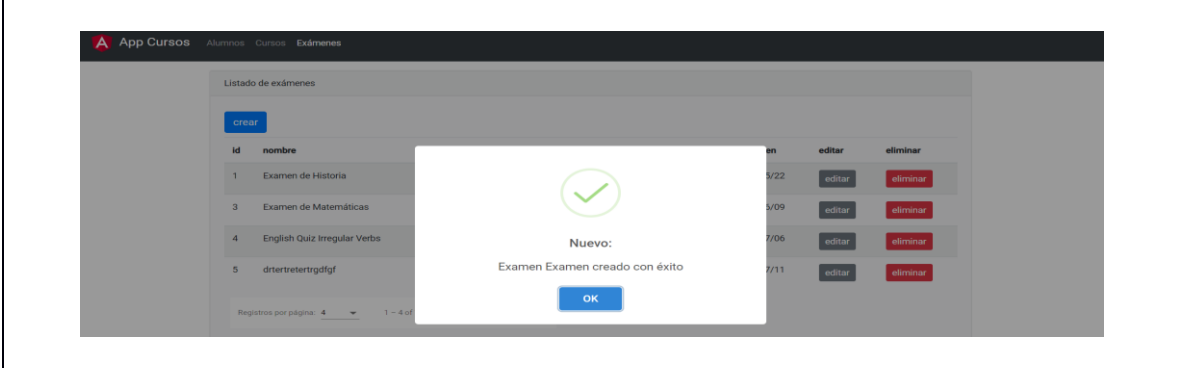 App Cursos Alumnos Cursos Exámenes
Listado de exámenes
crear
id nombre en editar eliminar
1 Examen de Historia 5/22 editar eliminar
3 Examen de Matemáticas 5/09 editar eliminar
4 English Quiz Irregular Verbs 7/06 editar eliminar
5 drtertretertrgdfgf 7/11 editar eliminar
Nuevo:
Examen Examen creado con éxito
OK
Registros por página: 4 1 – 4 of